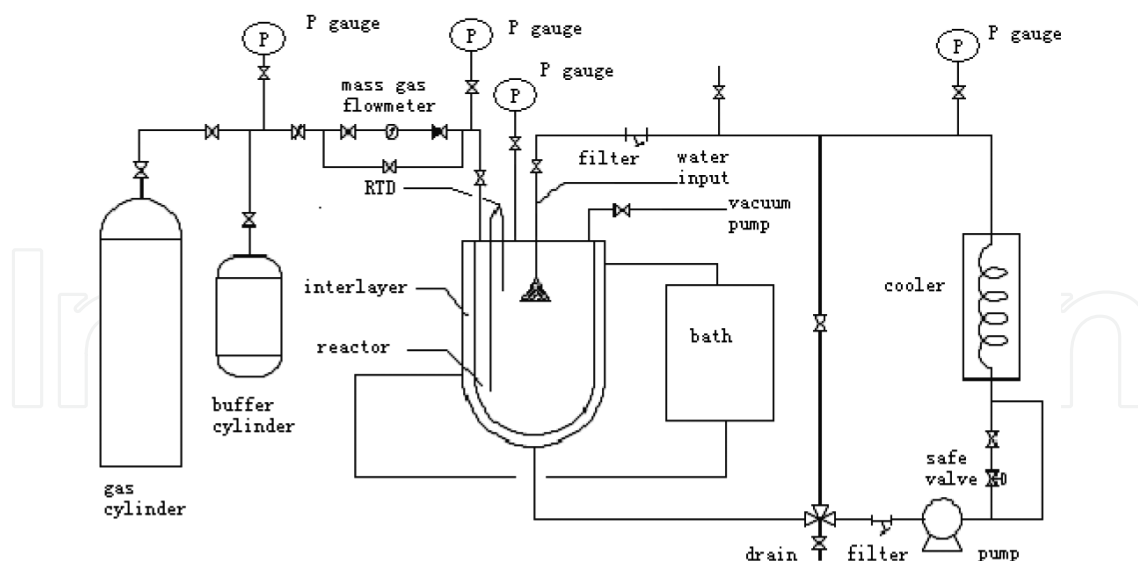 P gauge
P
P gauge
P
P gauge
P
P gauge
P
mass gas
flowmeter
filter
water
input
RTD
vacuum
pump
interlayer
cooler
bath
reactor
buffer
cylinder
gas
cylinder
safe
valve
drain
filter
pump